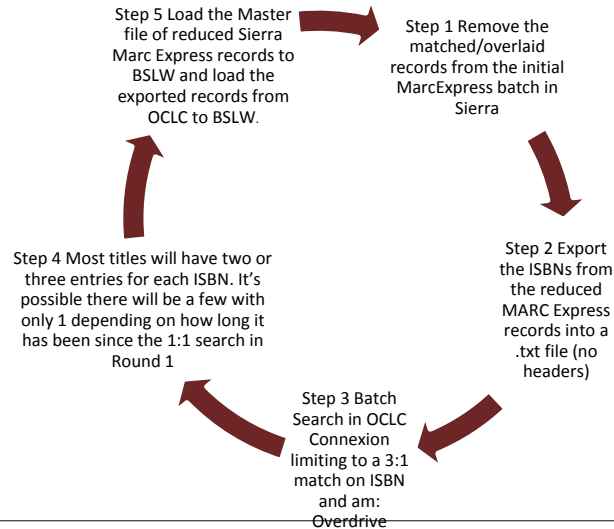 Step 1 Remove the
matched/overlaid
records from the initial
MarcExpress batch in
Sierra
Step 2 Export
the ISBNs from
the reduced
MARC Express
records into a
.txt file (no
headers)
Step 3 Batch
Search in OCLC
Connexion
limiting to a 3:1
match on ISBN
and am:
Overdrive
Step 4 Most titles will have two or
three entries for each ISBN. It's
possible there will be a few with
only 1 depending on how long it
has been since the 1:1 search in
Round 1
Step 5 Load the Master
file of reduced Sierra
Marc Express records to
BSLW and load the
exported records from
OCLC to BSLW.